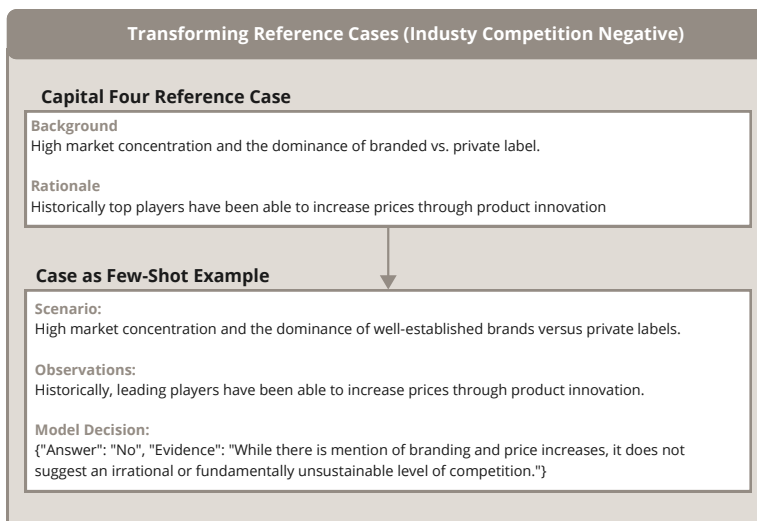 Transforming Reference Cases (Industy Competition Negative)
Capital Four Reference Case
Background
High market concentration and the dominance of branded vs. private label.
Rationale
Historically top players have been able to increase prices through product innovation
Case as Few-Shot Example
Scenario:
High market concentration and the dominance of well-established brands versus private labels.
Observations:
Historically, leading players have been able to increase prices through product innovation.
Model Decision:
{"Answer": "No", "Evidence": "While there is mention of branding and price increases, it does not
suggest an irrational or fundamentally unsustainable level of competition."}